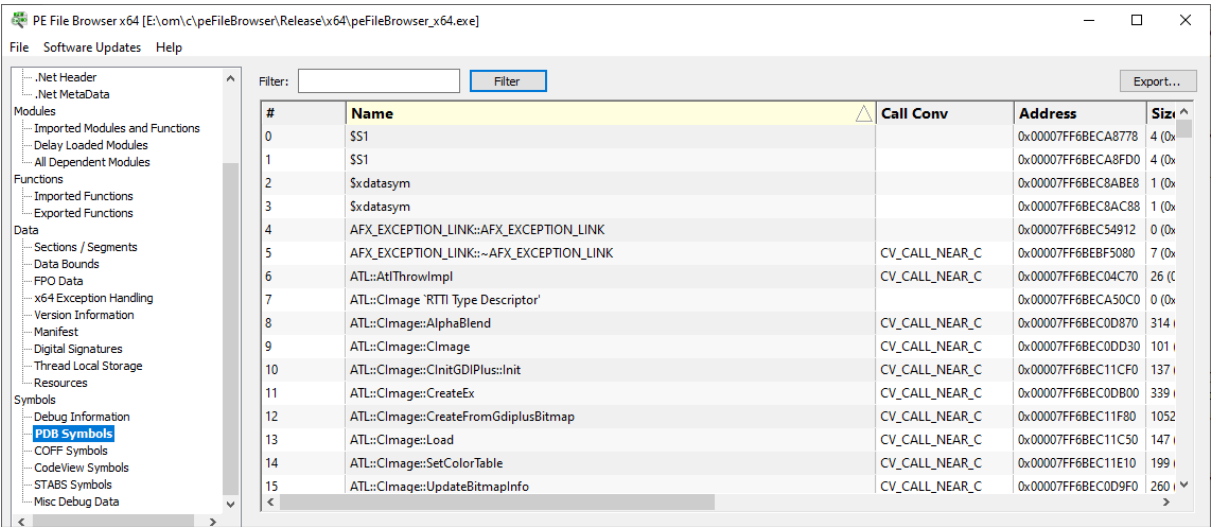 PE File Browser x64 [E:\om\c\peFileBrowser\Release\x64\peFileBrowser_x64.exe]
File Software Updates Help
.Net Header
.Net MetaData
Modules
Imported Modules and Functions
Delay Loaded Modules
All Dependent Modules
Functions
Imported Functions
Exported Functions
Data
Sections / Segments
Data Bounds
FPO Data
x64 Exception Handling
Version Information
Manifest
Digital Signatures
Thread Local Storage
Resources
Symbols
Debug Information
PDB Symbols
COFF Symbols
CodeView Symbols
STABS Symbols
Misc Debug Data
Filter: Filter Export...
# Name Call Conv Address Size
0 $S1 0x00007FF6BECA8778 4 (0x
1 $S1 0x00007FF6BECA8FD0 4 (0x
2 $xdatasym 0x00007FF6BEC8ABE8 1 (0x
3 $xdatasym 0x00007FF6BEC8AC88 1 (0x
4 AFX_EXCEPTION_LINK::AFX_EXCEPTION_LINK 0x00007FF6BEC54912 0 (0x
5 AFX_EXCEPTION_LINK::~AFX_EXCEPTION_LINK CV_CALL_NEAR_C 0x00007FF6BEBF5080 7 (0x
6 ATL::AtlThrowImpl CV_CALL_NEAR_C 0x00007FF6BEC04C70 26 (0
7 ATL::CImage `RTTI Type Descriptor' 0x00007FF6BECA50C0 0 (0x
8 ATL::CImage::AlphaBlend CV_CALL_NEAR_C 0x00007FF6BEC0D870 314 (
9 ATL::CImage::CImage CV_CALL_NEAR_C 0x00007FF6BEC0DD30 101 (
10 ATL::CImage::CInitGDIPlus::Init CV_CALL_NEAR_C 0x00007FF6BEC11CF0 137 (
11 ATL::CImage::CreateEx CV_CALL_NEAR_C 0x00007FF6BEC0DB00 339 (
12 ATL::CImage::CreateFromGdiplusBitmap CV_CALL_NEAR_C 0x00007FF6BEC11F80 1052
13 ATL::CImage::Load CV_CALL_NEAR_C 0x00007FF6BEC11C50 147 (
14 ATL::CImage::SetColorTable CV_CALL_NEAR_C 0x00007FF6BEC11E10 199 (
15 ATL::CImage::UpdateBitmapInfo CV_CALL_NEAR_C 0x00007FF6BEC0D9F0 260 (